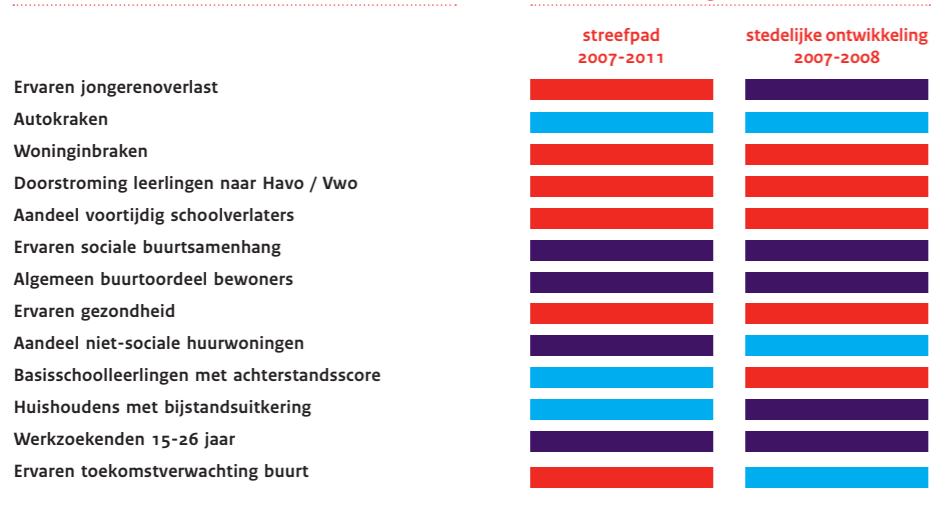 streefpad
2007-2011
stedelijke ontwikkeling
2007-2008
Ervaren jongerenoverlast
Autokraken
Woninginbraken
Doorstroming leerlingen naar Havo / Vwo
Aandeel voortijdig schoolverlaters
Ervaren sociale buurtsamenhang
Algemeen buurtoordeel bewoners
Ervaren gezondheid
Aandeel niet-sociale huurwoningen
Basisschoolleerlingen met achterstandsscore
Huishoudens met bijstandsuitkering
Werkzoekenden 15-26 jaar
Ervaren toekomstverwachting buurt